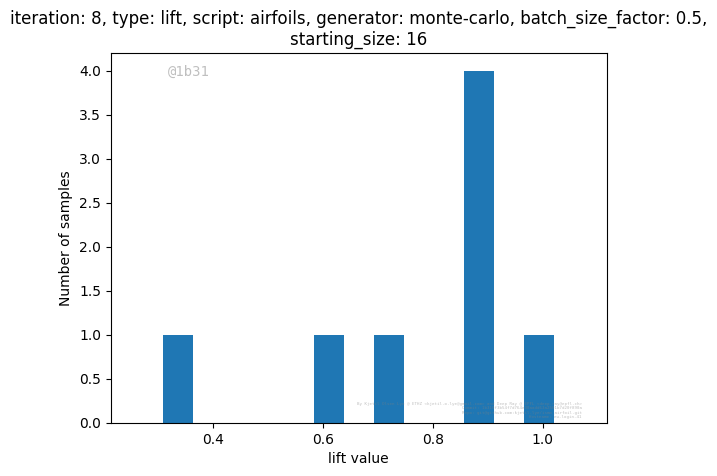 iteration: 8, type: lift, script: airfoils, generator: monte-carlo, batch_size_factor: 0.5,
starting_size: 16
@1b31
4.0
3.5
3.0
2.5
2.0
1.5
1.0
0.5
0.0
Number of samples
0.4 0.6 0.8 1.0
lift value